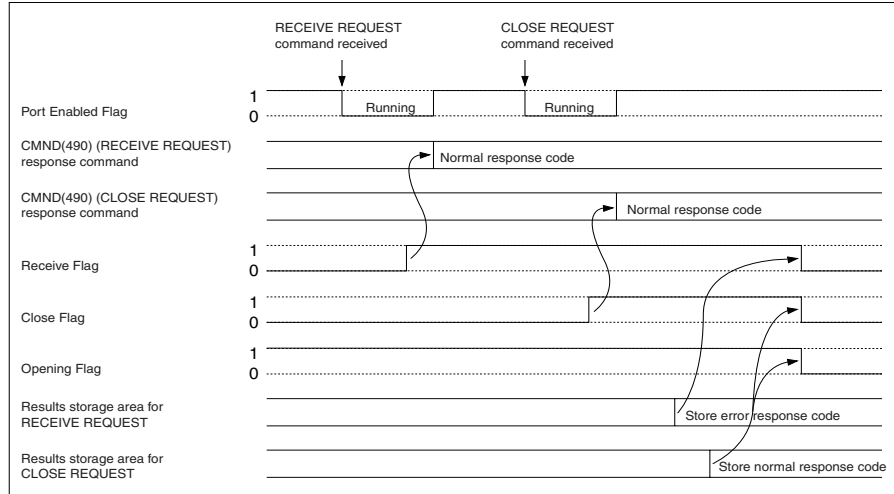 RECEIVE REQUEST
command received
CLOSE REQUEST
command received
Port Enabled Flag
1
0
Running
Running
CMND(490) (RECEIVE REQUEST)
response command
Normal response code
CMND(490) (CLOSE REQUEST)
response command
Normal response code
Receive Flag
1
0
Close Flag
1
0
Opening Flag
1
0
Results storage area for
RECEIVE REQUEST
Store error response code
Results storage area for
CLOSE REQUEST
Store normal response code